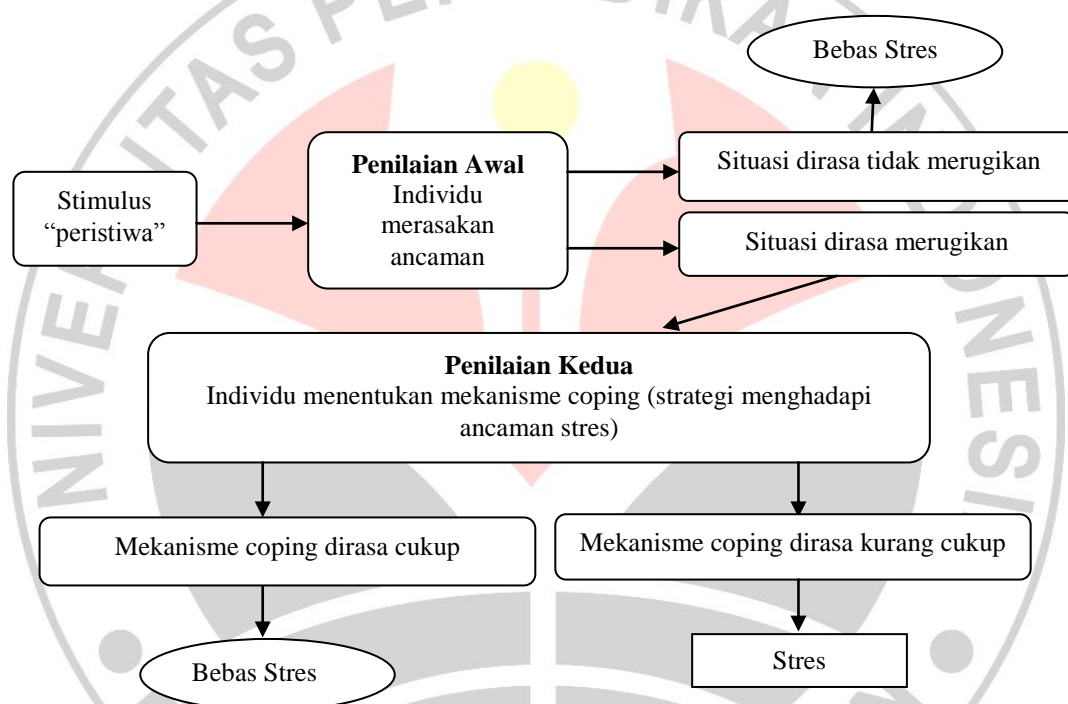 Bebas Stres
Situasi dirasa tidak merugikan
Penilaian Awal
Individu
merasakan
ancaman
Stimulus
“peristiwa”
Situasi dirasa merugikan
Penilaian Kedua
Individu menentukan mekanisme coping (strategi menghadapi
ancaman stres)
Mekanisme coping dirasa cukup
Mekanisme coping dirasa kurang cukup
Bebas Stres
Stres